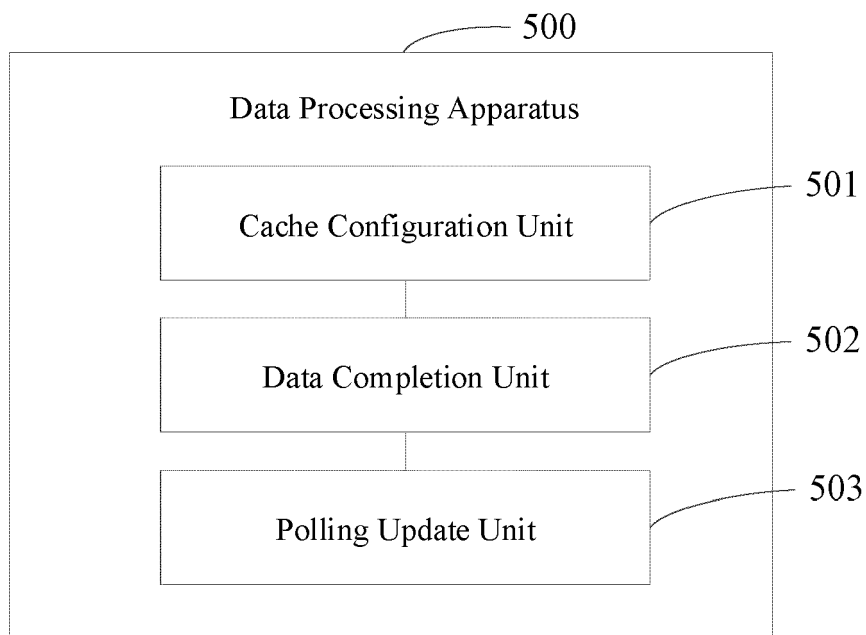 500
Data Processing Apparatus
501
Cache Configuration Unit
502
Data Completion Unit
503
Polling Update Unit